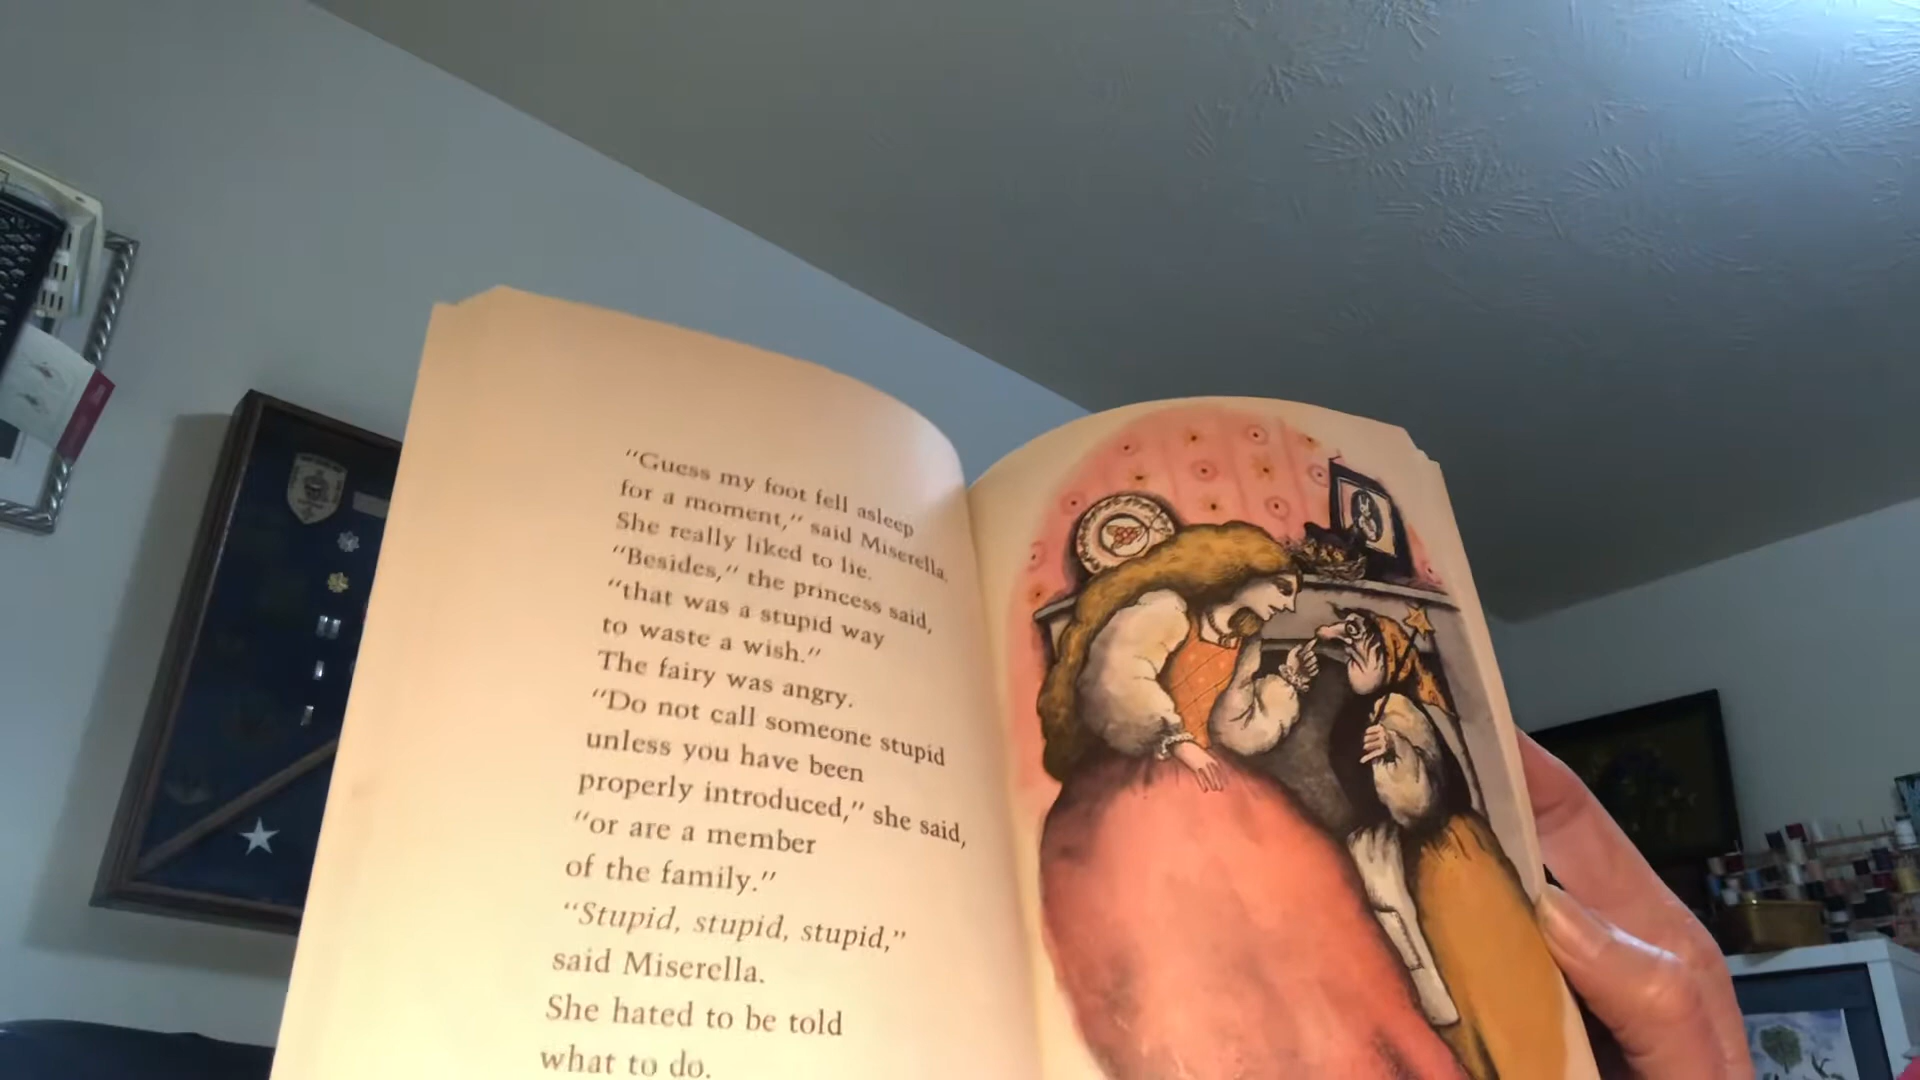 “Guess my foot fell asleep
for a moment,” said Miserella.
She really liked to lie.
“Besides,” the princess said,
“that was a stupid way
to waste a wish.”
The fairy was angry.
“Do not call someone stupid
unless you have been
properly introduced,” she said,
“or are a member
of the family.”
“Stupid, stupid, stupid,”
said Miserella.
She hated to be told
what to do.